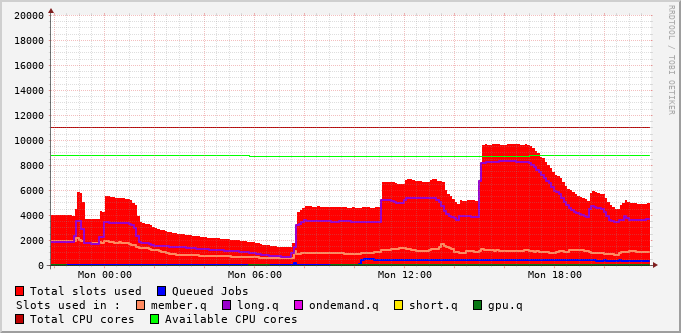 20000
18000
16000
14000
12000
10000
8000
6000
4000
2000
0
Mon 00:00 Mon 06:00 Mon 12:00 Mon 18:00
Total slots used Queued Jobs
Slots used in : member.q long.q ondemand.q short.q gpu.q
Total CPU cores Available CPU cores
RRDTOOL / TOBI OETIKER